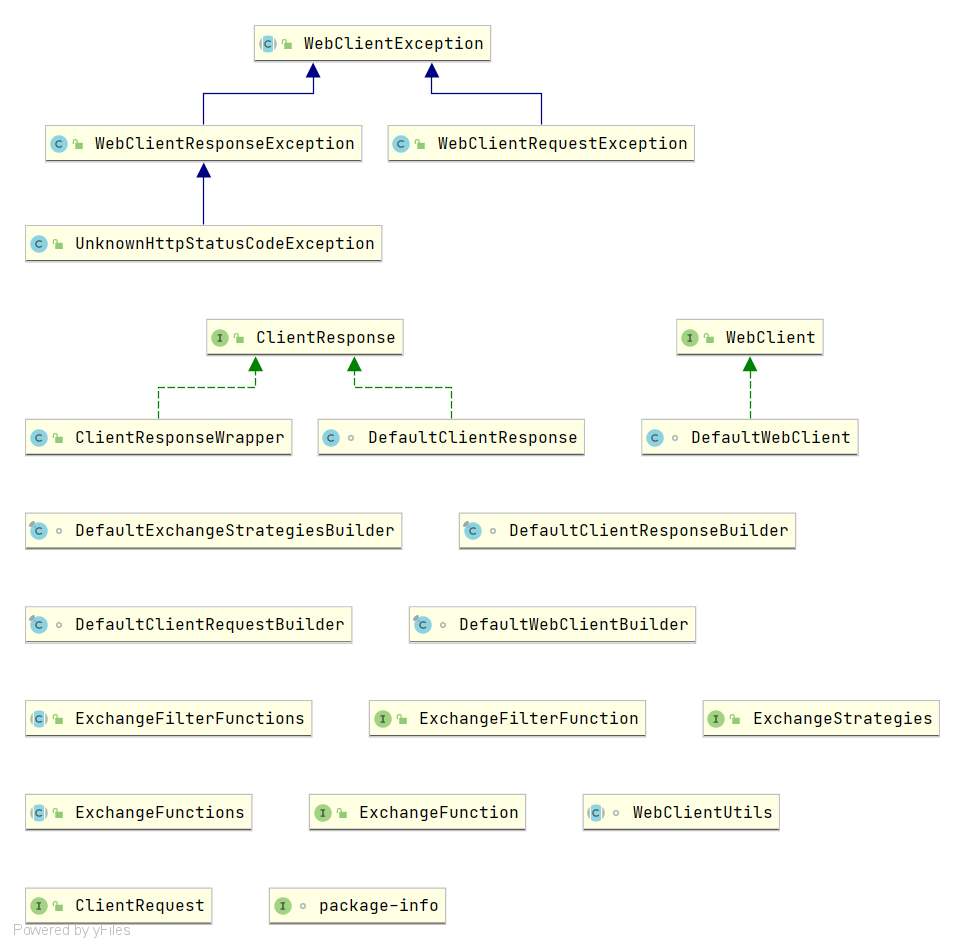 WebClientException
WebClientResponseException WebClientRequestException
UnknownHttpStatusCodeException
ClientResponse WebClient
ClientResponseWrapper DefaultClientResponse DefaultWebClient
DefaultExchangeStrategiesBuilder DefaultClientResponseBuilder
DefaultClientRequestBuilder DefaultWebClientBuilder
ExchangeFilterFunctions ExchangeFilterFunction ExchangeStrategies
ExchangeFunctions ExchangeFunction WebClientUtils
ClientRequest package-info
Powered by yFiles